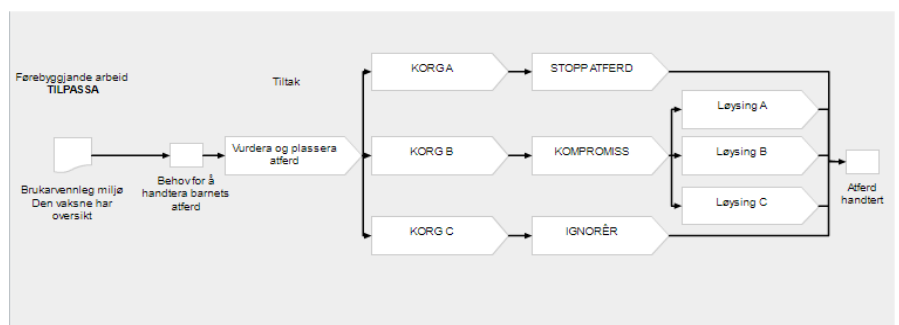 Førebyggjande arbeid
TILPASSA
Tiltak
Brukarvennleg miljø
Den vaksne har
oversikt
Behov for å
handtera barnets
atferd
Vurdera og plassera
atferd
KORG A
STOPP ATFERD
KORG B
KOMPROMISS
Løysing A
Løysing B
Løysing C
KORG C
IGNORÈR
Atferd
handtert